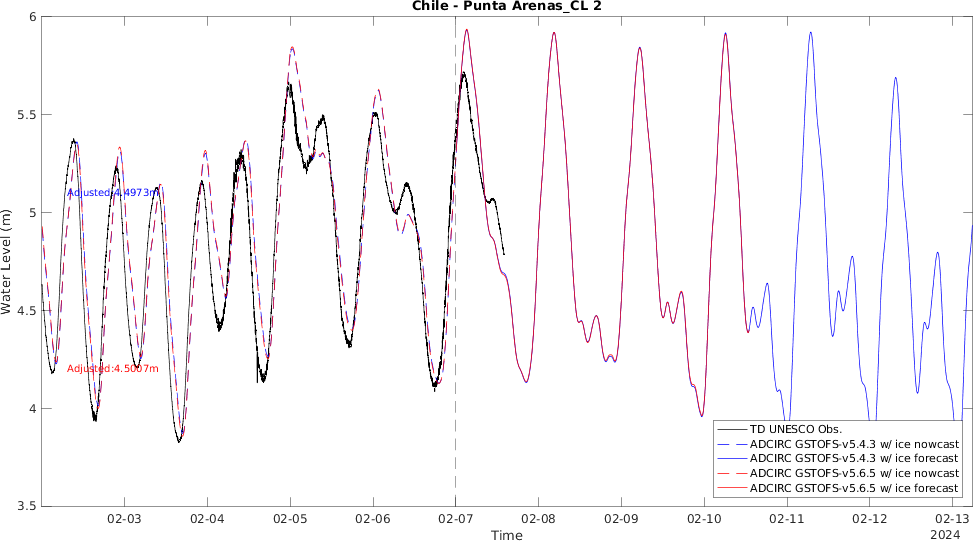 Chile - Punta Arenas_CL 2
6
5.5
5
4.5
4
3.5
Water Level (m)
Adjusted:4.4973m
Adjusted:4.5007m
TD UNESCO Obs.
ADCIRC GSTOFS-v5.4.3 w/ ice nowcast
ADCIRC GSTOFS-v5.4.3 w/ ice forecast
ADCIRC GSTOFS-v5.6.5 w/ ice nowcast
ADCIRC GSTOFS-v5.6.5 w/ ice forecast
02-03 02-04 02-05 02-06 02-07 02-08 02-09 02-10 02-11 02-12 02-13
Time
2024